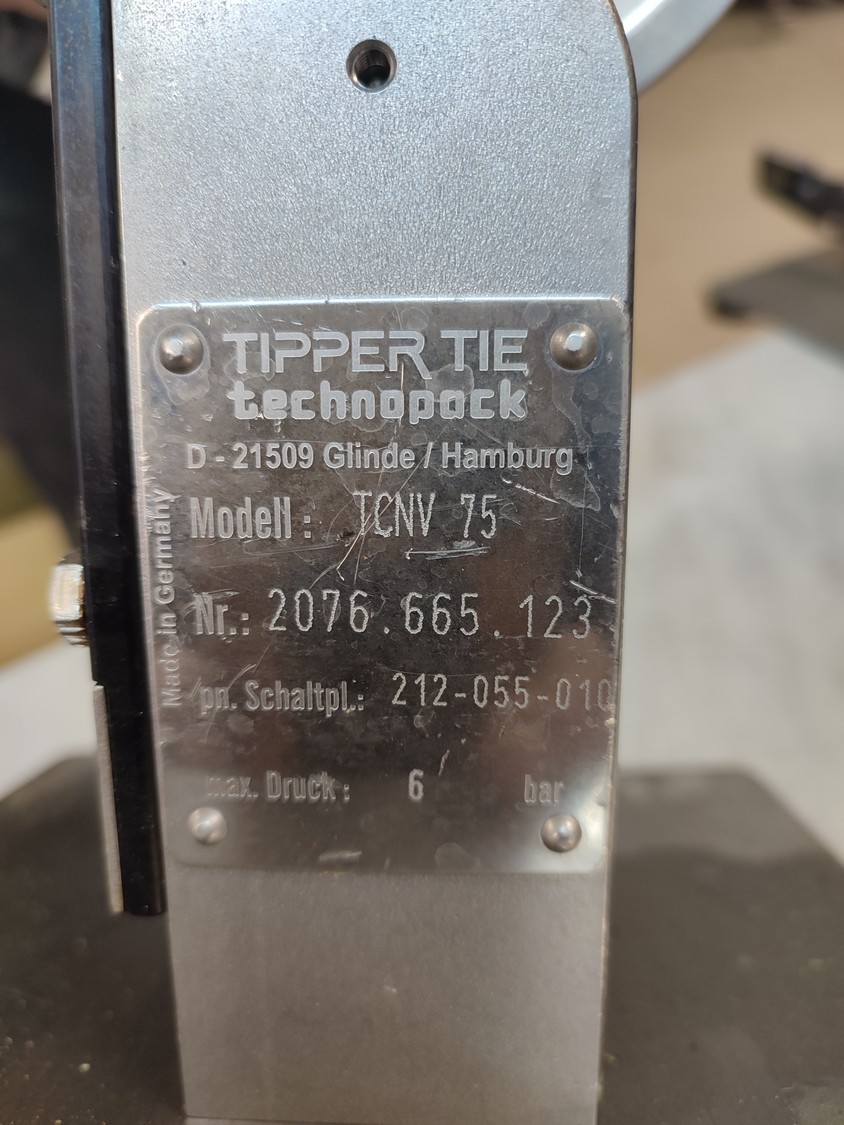 TIPPER TIE
technopack
D - 21509 Glinde / Hamburg
Modell : TCNV 75
Nr.: 2076.665.123
pn. Schaltpl.: 212-055-010
max. Druck : 6 bar
Made in Germany